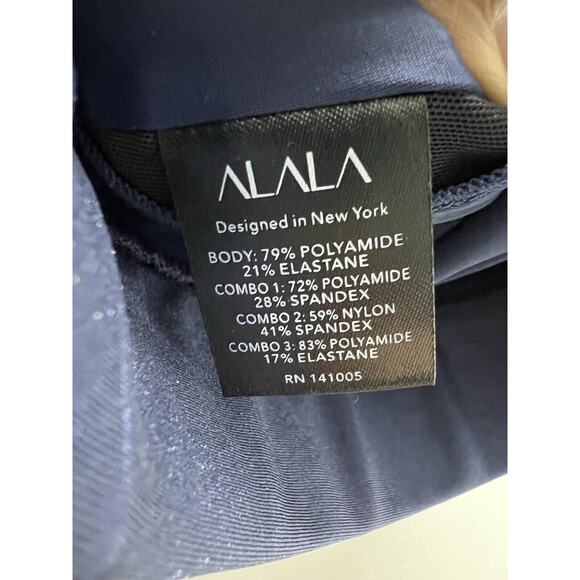 ALALA
Designed in New York
BODY: 79% POLYAMIDE
21% ELASTANE
COMBO 1: 72% POLYAMIDE
28% SPANDEX
COMBO 2: 59% NYLON
41% SPANDEX
COMBO 3: 83% POLYAMIDE
17% ELASTANE
RN 141005